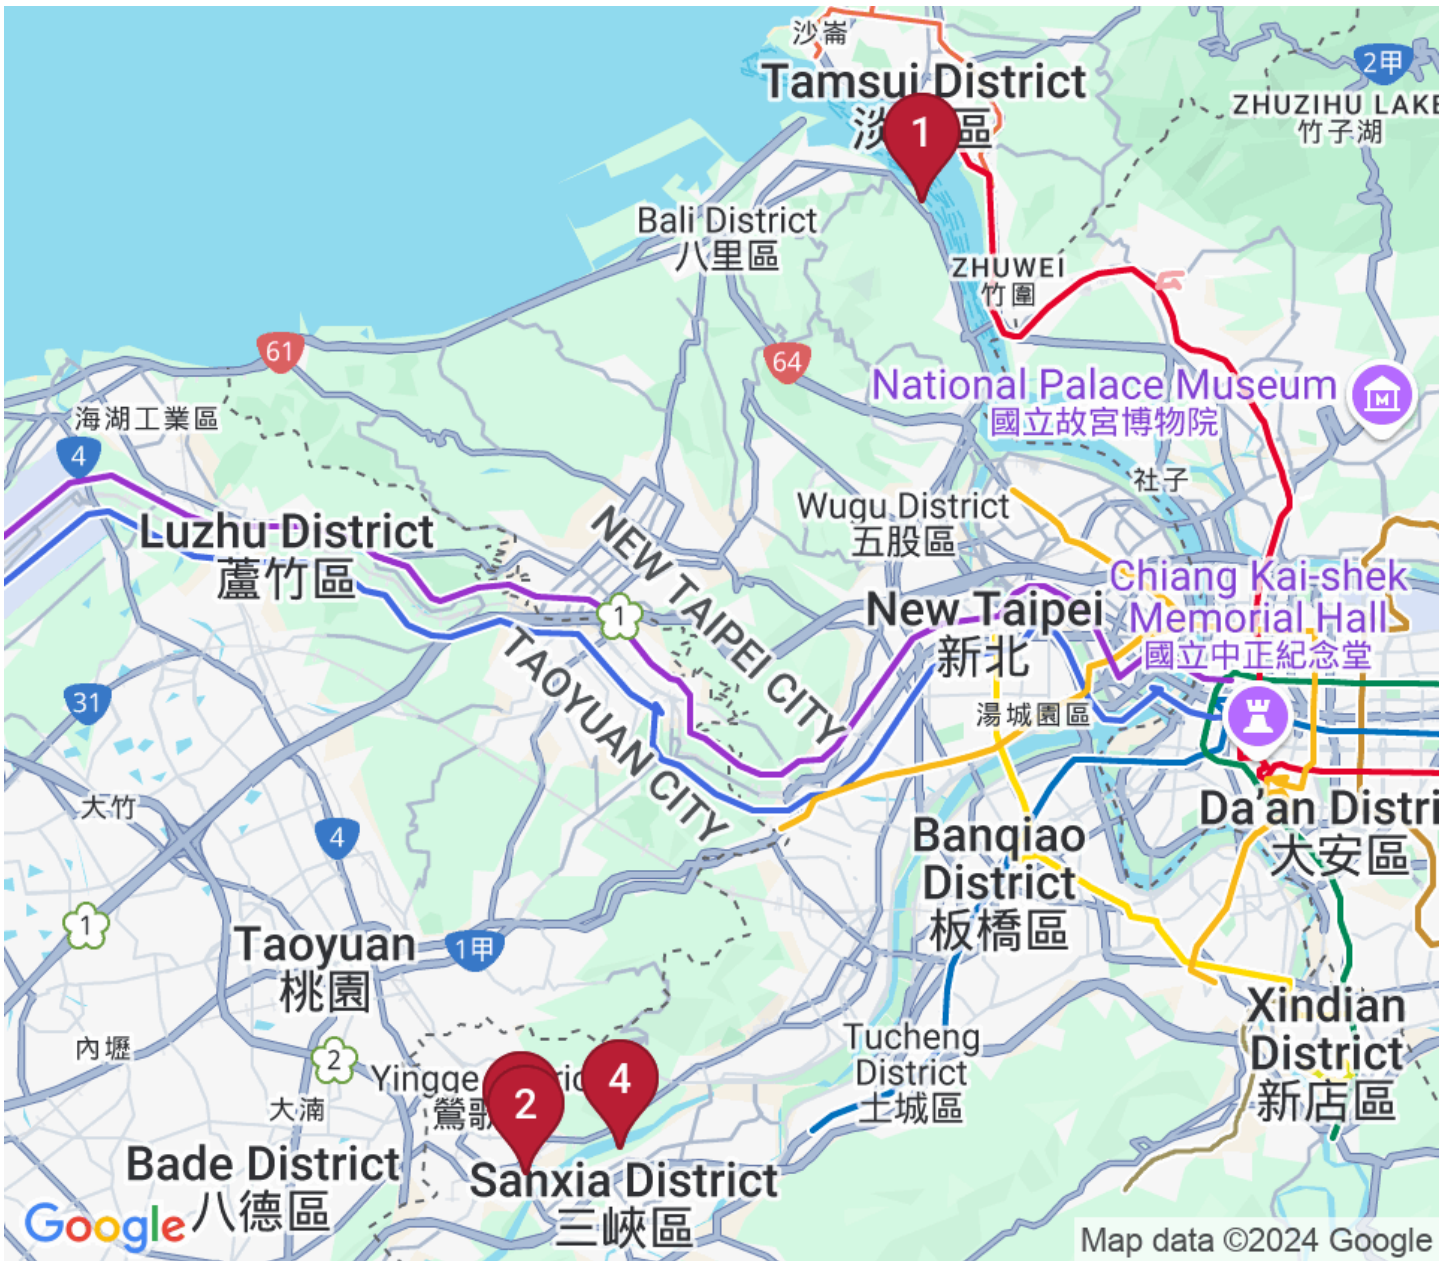 沙崙
2甲
Tamsui District
淡 區
1
ZHUZIHU LAKE
竹子湖
Bali District
八里區
ZHUWEI
竹圍
61
64
National Palace Museum
國立故宮博物院
海湖工業區
4
社子
Wugu District
五股區
Luzhu District
蘆竹區
NEW TAIPEI CITY
TAOYUAN CITY
1
Chiang Kai-shek
Memorial Hall
國立中正紀念堂
New Taipei
新北
31
湯城園區
大竹
4
Da'an Distri
大安區
Banqiao
District
板橋區
1
Taoyuan
桃園
1甲
Xindian
District
新店區
內壢
2
Tucheng
District
土城區
Yingge ric
鶯歌
2
4
大湳
Bade District
八德區
Sanxia District
三峽區
Google
Map data ©2024 Google